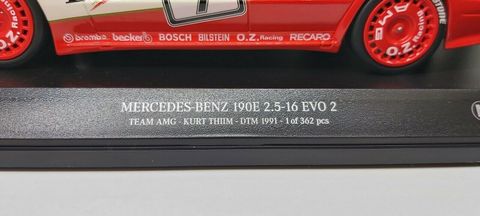 brembo becker BOSCH BILSTEIN O.Z. Racing RECARO
O.Z. Racing
MERCEDES-BENZ 190E 2.5-16 EVO 2
TEAM AMG - KURT THIIM - DTM 1991 - 1 of 362 pcs